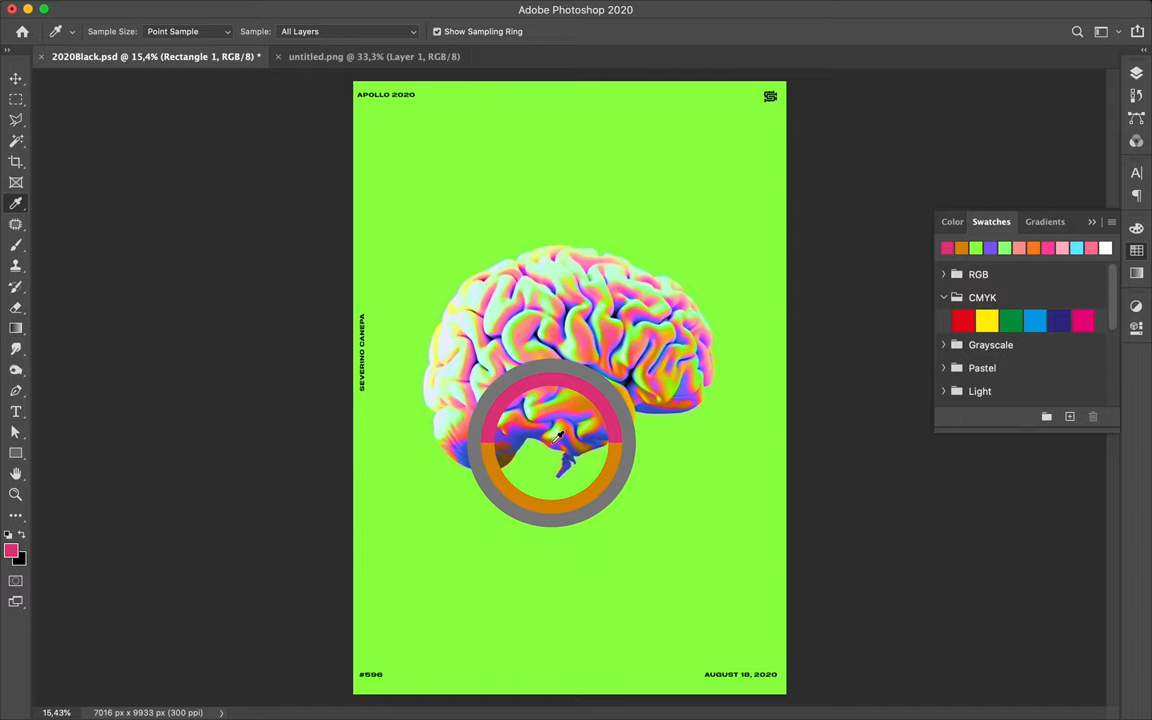 Adobe Photoshop 2020
Sample Size: Point Sample Sample: All Layers Show Sampling Ring
2020Black.psd @ 15,4% (Rectangle 1, RGB/8) * untitled.png @ 33,3% (Layer 1, RGB/8)
APOLLO 2020
SEVERINO CANEPA
#596
AUGUST 18, 2020
Color Swatches Gradients
RGB
CMYK
Grayscale
Pastel
Light
15,43% 7016 px x 9933 px (300 ppi)